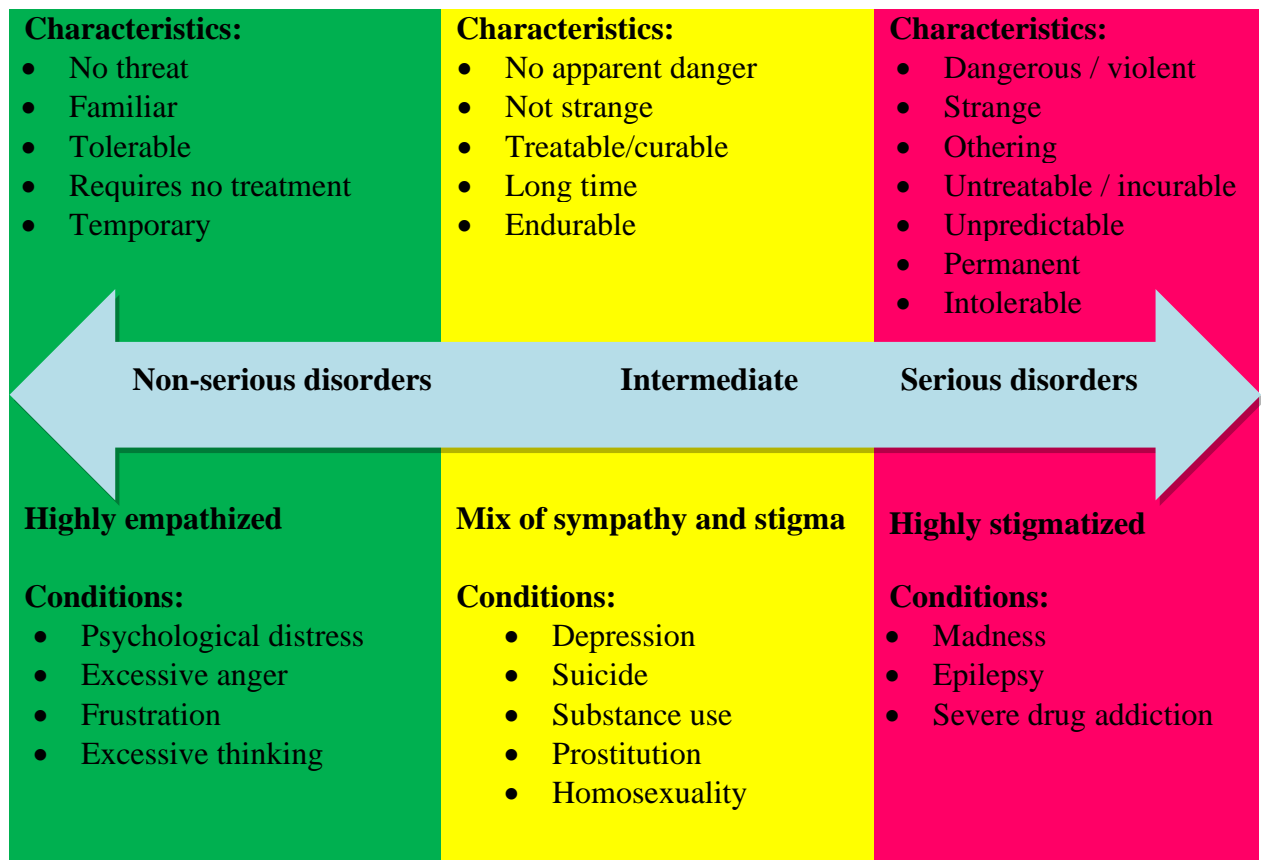 Characteristics:
• No threat
• Familiar
• Tolerable
• Requires no treatment
• Temporary
Characteristics:
• No apparent danger
• Not strange
• Treatable/curable
• Long time
• Endurable
Characteristics:
• Dangerous / violent
• Strange
• Othering
• Untreatable / incurable
• Unpredictable
• Permanent
• Intolerable
Non-serious disorders
Intermediate
Serious disorders
Highly empathized
Conditions:
• Psychological distress
• Excessive anger
• Frustration
• Excessive thinking
Mix of sympathy and stigma
Conditions:
• Depression
• Suicide
• Substance use
• Prostitution
• Homosexuality
Highly stigmatized
Conditions:
• Madness
• Epilepsy
• Severe drug addiction